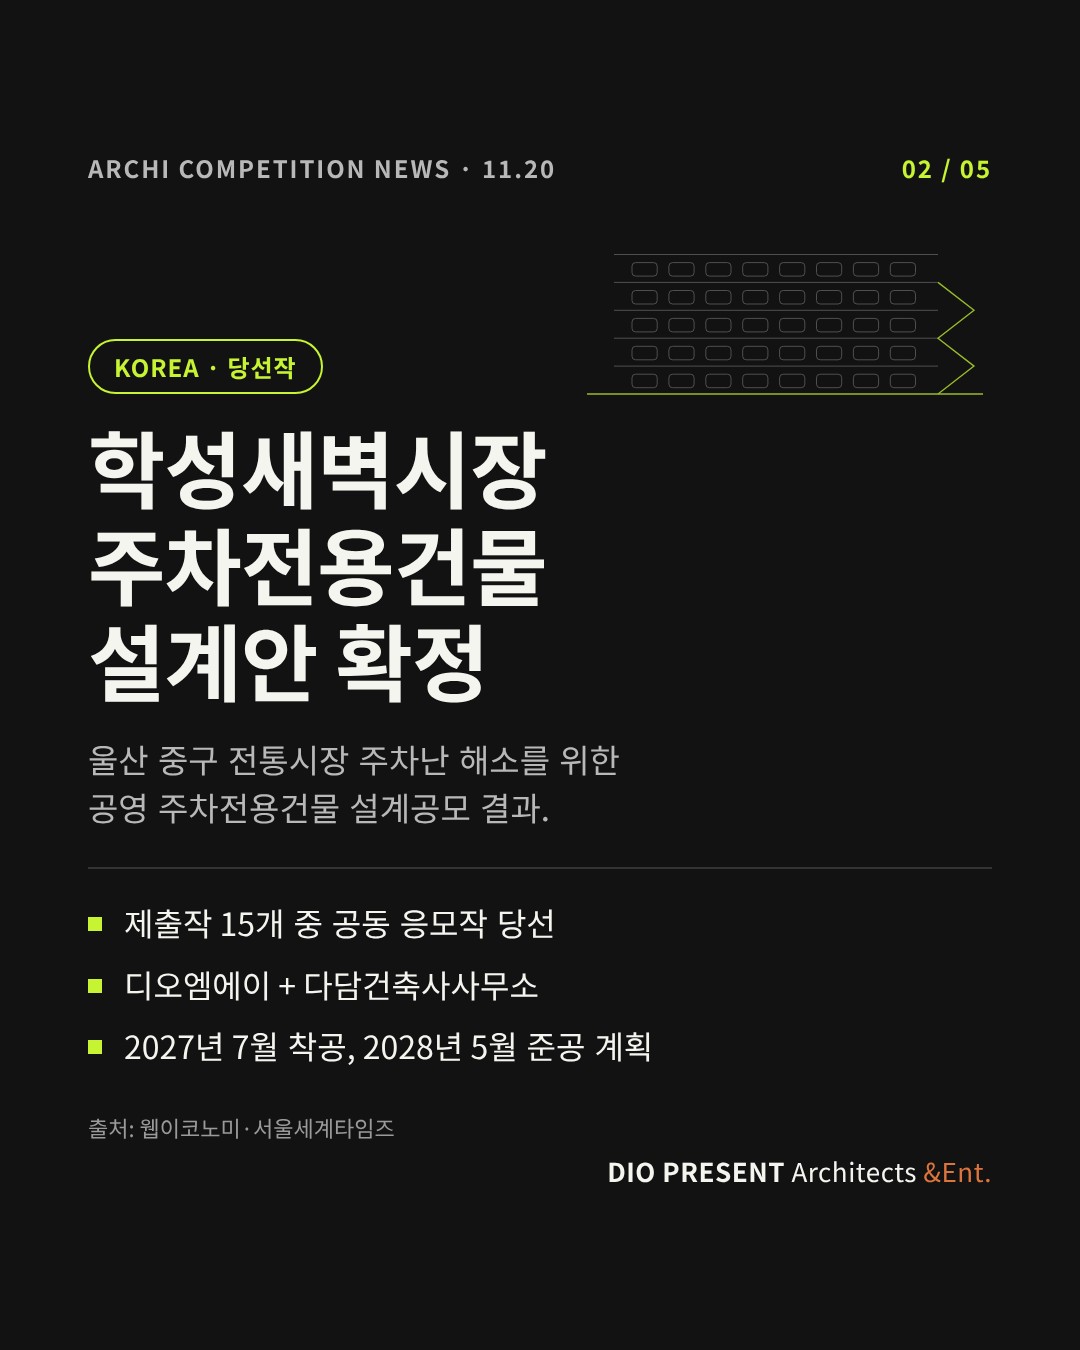 ARCHI COMPETITION NEWS · 11.20
02 / 05
KOREA · 당선작
학성새벽시장
주차전용건물
설계안 확정
울산 중구 전통시장 주차난 해소를 위한
공영 주차전용건물 설계공모 결과.
제출작 15개 중 공동 응모작 당선
디오엠에이 + 다담건축사사무소
2027년 7월 착공, 2028년 5월 준공 계획
출처: 웹이코노미 · 서울세계타임즈
DIO PRESENT Architects &Ent.